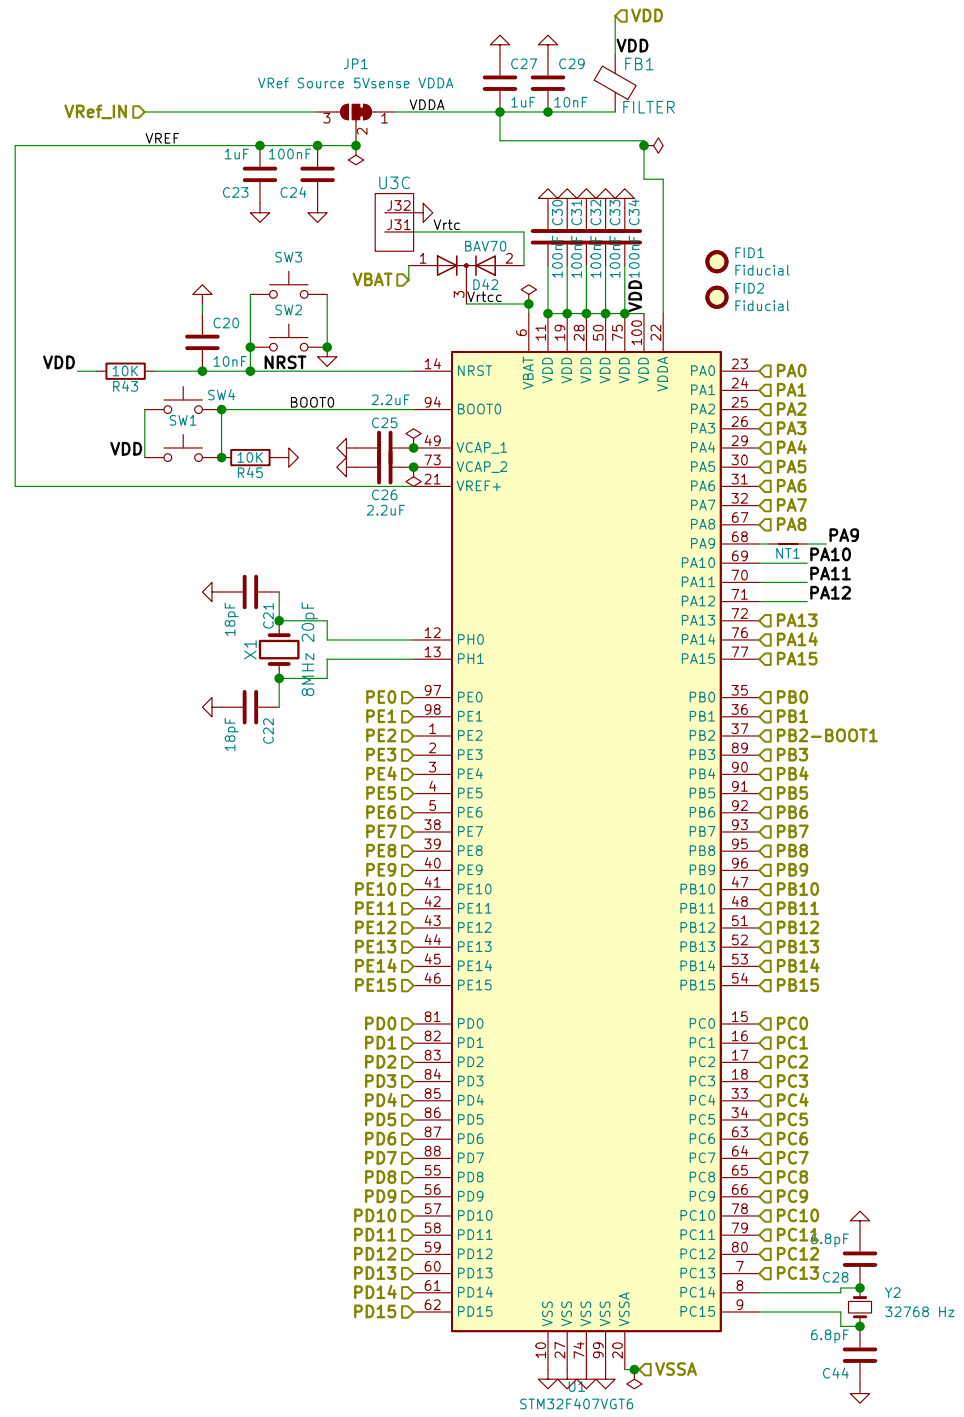 VDD
VDD
JP1
C27
C29
FB1
VRef Source 5Vsense VDDA
1uF
10nF
FILTER
VRef_IN
3
1
VDDA
2
VREF
1uF
100nF
C23
C24
U3C
J32
J31
Vrtc
C30
C31
C32
C33
C34
100nF
100nF
100nF
100nF
100nF
BAV70
1
2
VBAT
D42
3
Vrtcc
VDD
FID1
Fiducial
FID2
Fiducial
SW3
SW2
C20
10nF
NRST
VDD
10K
R43
SW4
SW1
BOOT0
VDD
10K
R45
2.2uF
C25
C26
2.2uF
6
11
19
28
50
75
100
22
VBAT
VDD
VDD
VDD
VDD
VDD
VDD
VDDA
14 NRST
94 BOOT0
49 VCAP_1
73 VCAP_2
21 VREF+
PA0 23 PA0
PA1 24 PA1
PA2 25 PA2
PA3 26 PA3
PA4 29 PA4
PA5 30 PA5
PA6 31 PA6
PA7 32 PA7
PA8 67 PA8
PA9 68 PA9
NT1
PA10 69 PA10
PA11 70 PA11
PA12 71 PA12
PA13 72 PA13
PA14 76 PA14
PA15 77 PA15
18pF
C21
X1
8MHz 20pF
18pF
C22
12 PH0
13 PH1
PE0 97 PE0
PE1 98 PE1
PE2 1 PE2
PE3 2 PE3
PE4 3 PE4
PE5 4 PE5
PE6 5 PE6
PE7 38 PE7
PE8 39 PE8
PE9 40 PE9
PE10 41 PE10
PE11 42 PE11
PE12 43 PE12
PE13 44 PE13
PE14 45 PE14
PE15 46 PE15
PB0 35 PB0
PB1 36 PB1
PB2 37 PB2-BOOT1
PB3 89 PB3
PB4 90 PB4
PB5 91 PB5
PB6 92 PB6
PB7 93 PB7
PB8 95 PB8
PB9 96 PB9
PB10 47 PB10
PB11 48 PB11
PB12 51 PB12
PB13 52 PB13
PB14 53 PB14
PB15 54 PB15
PD0 81 PD0
PD1 82 PD1
PD2 83 PD2
PD3 84 PD3
PD4 85 PD4
PD5 86 PD5
PD6 87 PD6
PD7 88 PD7
PD8 55 PD8
PD9 56 PD9
PD10 57 PD10
PD11 58 PD11
PD12 59 PD12
PD13 60 PD13
PD14 61 PD14
PD15 62 PD15
PC0 15 PC0
PC1 16 PC1
PC2 17 PC2
PC3 18 PC3
PC4 33 PC4
PC5 34 PC5
PC6 63 PC6
PC7 64 PC7
PC8 65 PC8
PC9 66 PC9
PC10 78 PC10
PC11 79 PC11
PC12 80 PC12
PC13 7 PC13
PC14 8
PC15 9
6.8pF
C28
Y2
32768 Hz
6.8pF
C44
VSS
VSS
VSS
VSS
VSSA
10
27
74
99
20
VSSA
U1
STM32F407VGT6